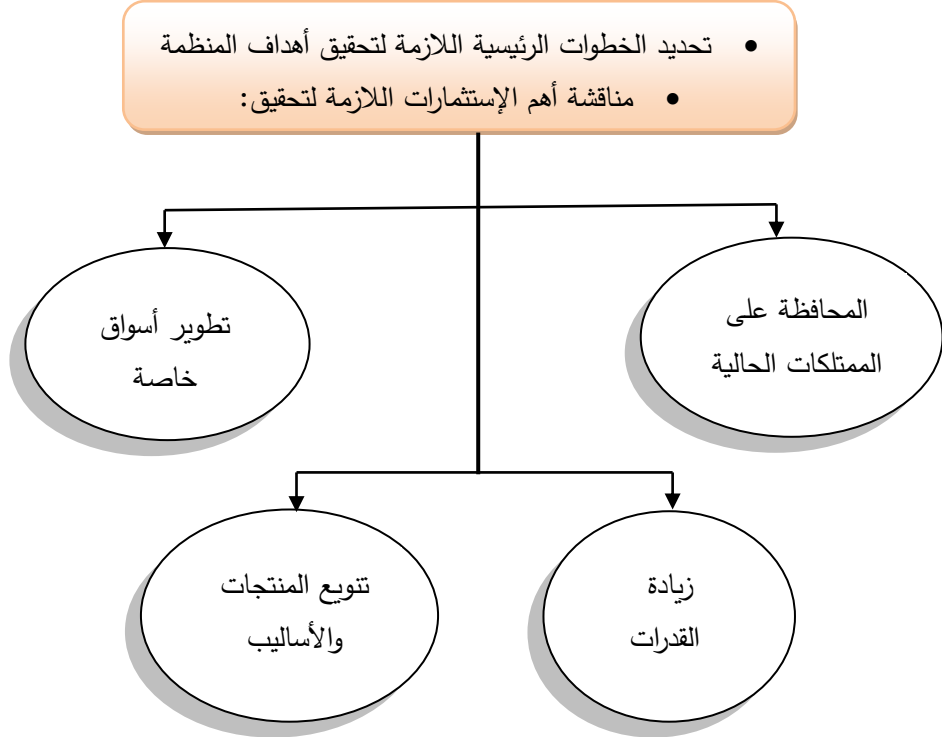 • تحديد الخطوات الرئيسية اللازمة لتحقيق أهداف المنظمة
• مناقشة أهم الإستثمارات اللازمة لتحقيق:
المحافظة على
الممتلكات الحالية
تطوير أسواق
خاصة
زيادة
القدرات
تنويع المنتجات
والأساليب